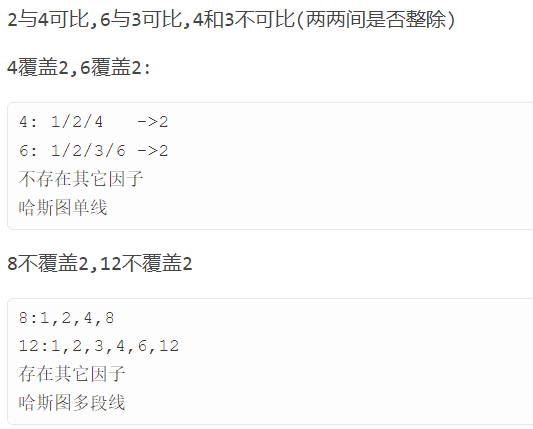 2与4可比,6与3可比,4和3不可比(两两间是否整除)
4覆盖2,6覆盖2:
4: 1/2/4   ->2
6: 1/2/3/6 ->2
不存在其它因子
哈斯图单线
8不覆盖2,12不覆盖2
8:1,2,4,8
12:1,2,3,4,6,12
存在其它因子
哈斯图多段线